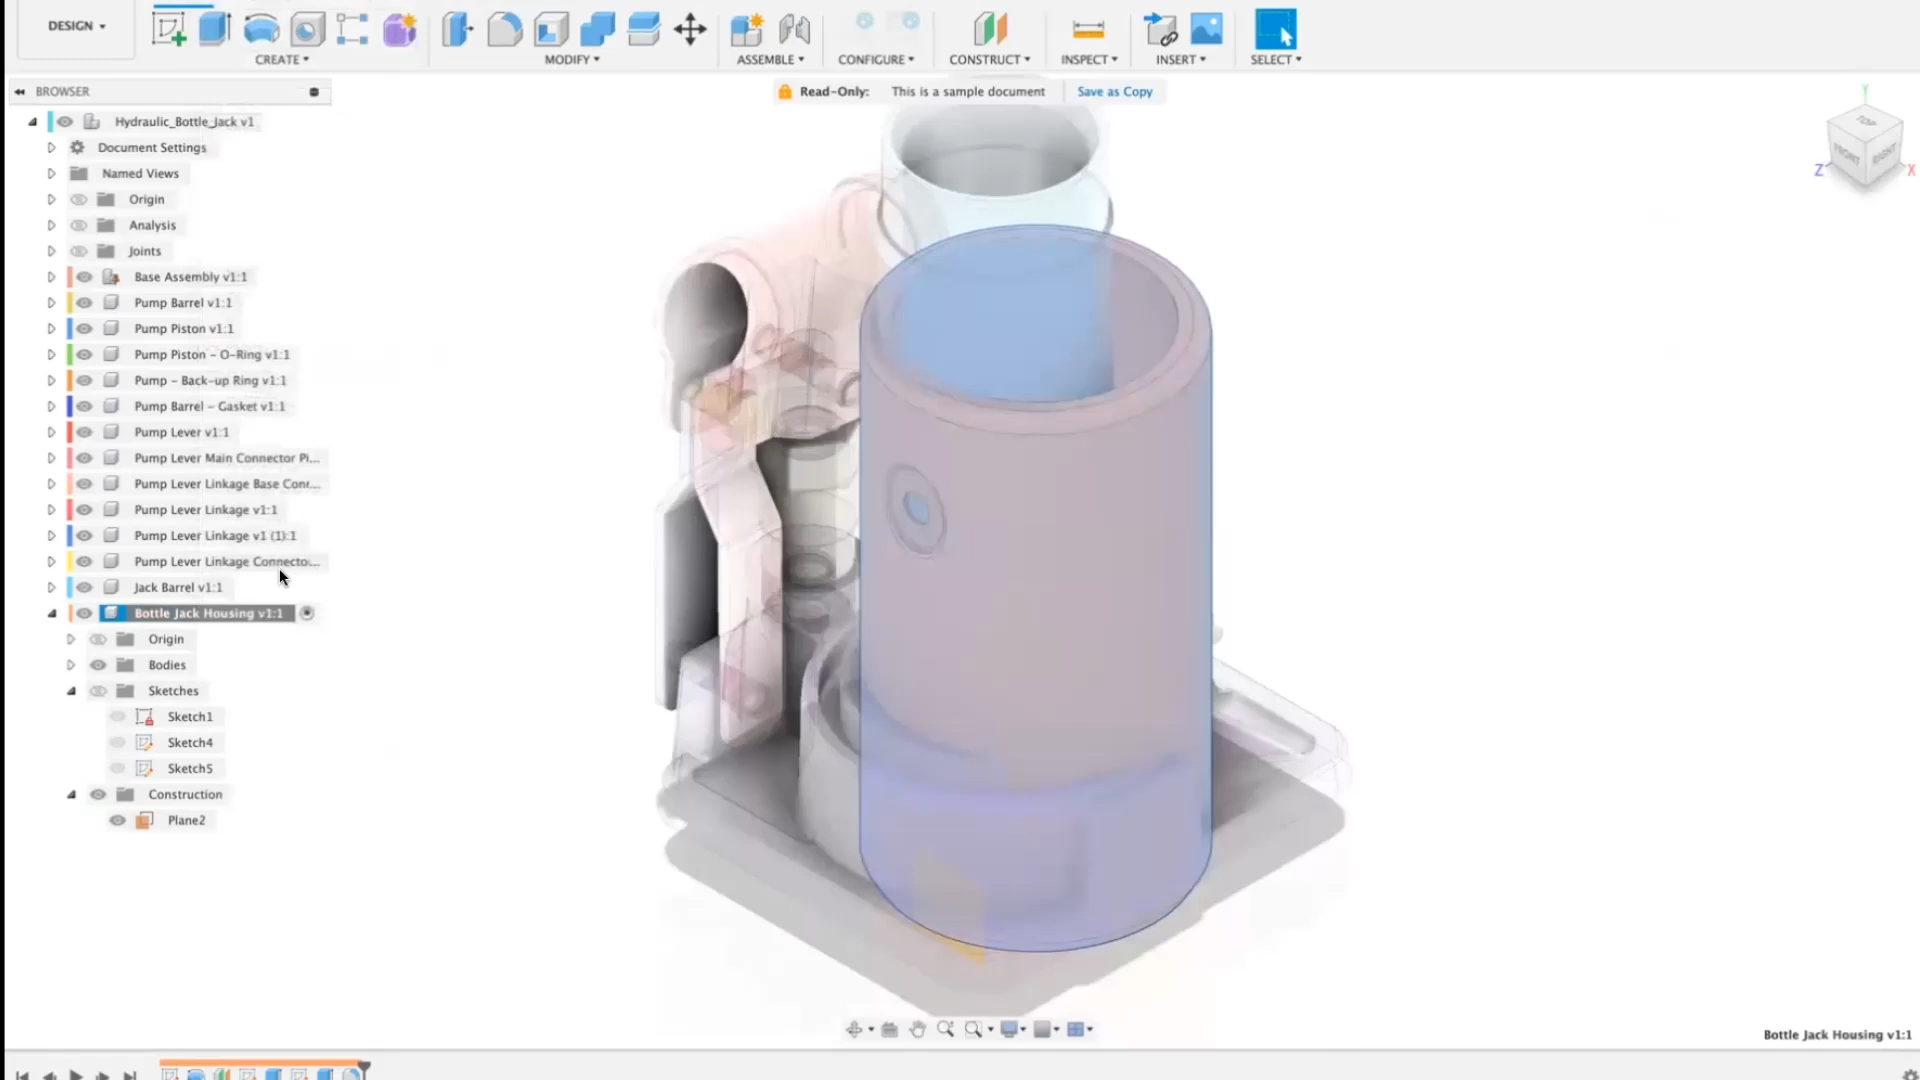 DESIGN
CREATE
MODIFY
ASSEMBLE
CONFIGURE
CONSTRUCT
INSPECT
INSERT
SELECT
BROWSER
Read-Only: This is a sample document Save as Copy
Hydraulic_Bottle_Jack v1
Document Settings
Named Views
Origin
Analysis
Joints
Base Assembly v1:1
Pump Barrel v1:1
Pump Piston v1:1
Pump Piston - O-Ring v1:1
Pump - Back-up Ring v1:1
Pump Barrel - Gasket v1:1
Pump Lever v1:1
Pump Lever Main Connector Pi...
Pump Lever Linkage Base Conr...
Pump Lever Linkage v1:1
Pump Lever Linkage v1 (1):1
Pump Lever Linkage Connecto...
Jack Barrel v1:1
Bottle Jack Housing v1:1
Origin
Bodies
Sketches
Sketch1
Sketch4
Sketch5
Construction
Plane2
Y
TOP
FRONT
RIGHT
Z
X
Bottle Jack Housing v1:1